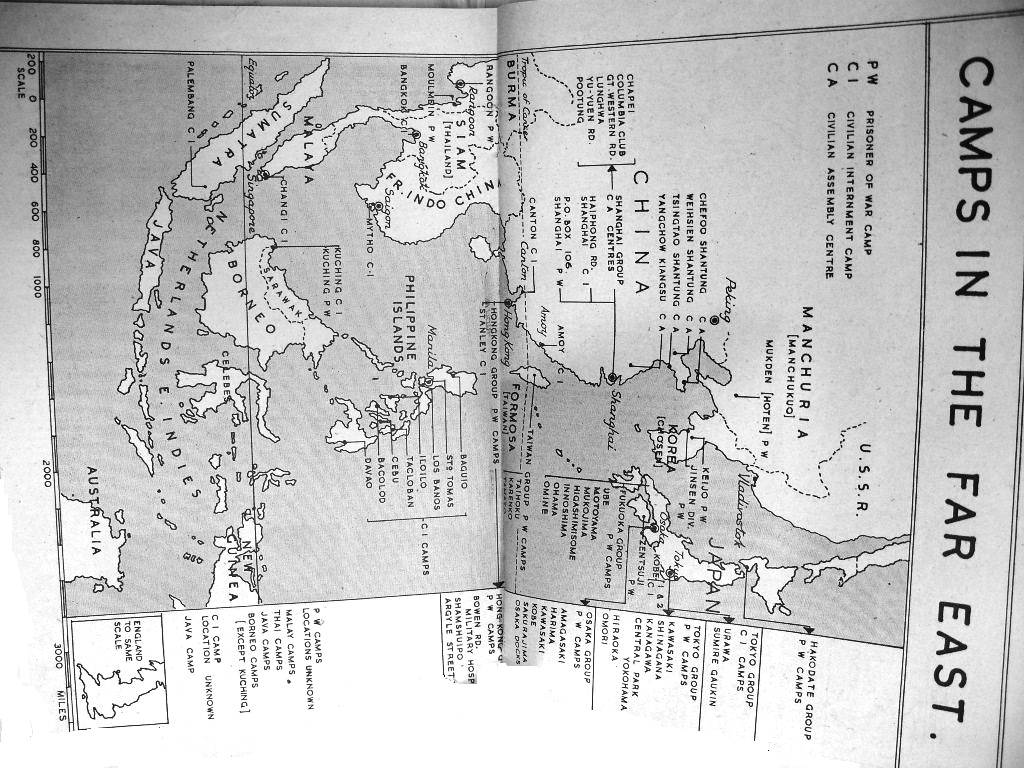 CAMPS IN THE FAR EAST.
P W PRISONER OF WAR CAMP
C I CIVILIAN INTERNMENT CAMP
C A CIVILIAN ASSEMBLY CENTRE
U.S.S.R.
MANCHURIA
[MANCHUKUO]
MUKDEN [HOTEN] P W
Peking
Vladivostok
HAKODATE GROUP
P W CAMPS
TOKYO GROUP
C I CAMPS
URAWA
SUMIRE GAUKIN
JAPAN
TOKYO GROUP
P W CAMPS
KAWASAKI
SHINAGANA
KANAGAWA
CENTRAL PARK
YOKOHAMA
HIRAOKA
OMORI
Tokyo
Osaka
KOBE C I 1 & 2
ZENTSUJI
P W
KEIJO P W
JINSEN DIV.
P W
KOREA
[CHOSEN]
CHEFOO SHANTUNG C A
WEIHSIEN SHANTUNG C A
TSINGTAO SHANTUNG C A
YANGCHOW KIANGSU C A
CHINA
CHAPEI
COLUMBIA CLUB
GT. WESTERN RD.
LUNGHWA
YU-YUEN RD.
POOTUNG
SHANGHAI GROUP
C A CENTRES
HAIPHONG RD.
SHANGHAI C I
P.O. BOX 106,
SHANGHAI P W
Shanghai
FUKUOKA GROUP
P W CAMPS
UBE
MOTOYAMA
MUKOJIMA
HIGASHIMISOME
INNOSHIMA
OHAMA
OMINE
OSAKA GROUP
P W CAMPS
AMAGASAKI
HARIMA
KAWASAKI
KOBE
SAKURAJIMA
OSAKA DOCKS
AMOY C I
Amoy
CANTON C I
Canton
Tropic of Cancer
BURMA
FORMOSA
[TAIWAN]
TAIWAN GROUP P W CAMPS
TAIHOKU
KARENKO
Hongkong
HONGKONG GROUP P W CAMPS
STANLEY C I
HONG-KONG
P W CAMPS
BOWEN RD.
MILITARY HOSP
SHAMSHUIPO
ARGYLE STREET
RANGOON P W
Rangoon
MOULMEIN P W
SIAM
[THAILAND]
BANGKOK C I
Bangkok
FR. INDO CHINA
Saigon
MYTHO C I
PHILIPPINE
ISLANDS
Manila
BAGUIO
STO TOMAS
LOS BANOS
ILOILO
TACLOBAN
CEBU
BACOLOD
DAVAO
C I CAMPS
MALAYA
CHANGI C I
Singapore
KUCHING C I
KUCHING P W
SARAWAK
BORNEO
SUMATRA
Equator
PALEMBANG C I
NETHERLANDS E. INDIES
JAVA
CELEBES
NEW
GUINEA
AUSTRALIA
P W CAMPS
LOCATIONS UNKNOWN
MALAY CAMPS
THAI CAMPS
JAVA CAMPS
BORNEO CAMPS
[EXCEPT KUCHING]
C I CAMP
LOCATION UNKNOWN
JAVA CAMP
ENGLAND
TO SAME
SCALE
200 0 200 400 600 800 1000 2000 3000 MILES
SCALE